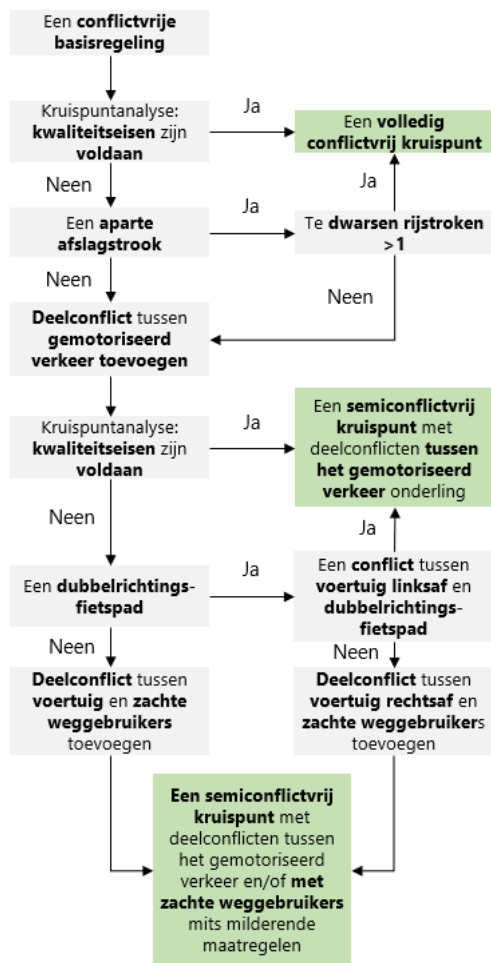 Een conflictvrije
basisregeling
Kruispuntanalyse:
kwaliteitseisen zijn
voldaan
Ja
Een volledig
conflictvrij kruispunt
Neen
Ja
Een aparte
afslagstrook
Ja
Te dwarsen rijstroken
>1
Neen
Neen
Deelconflict tussen
gemotoriseerd
verkeer toevoegen
Kruispuntanalyse:
kwaliteitseisen zijn
voldaan
Ja
Een semiconflictvrij
kruispunt met
deelconflicten tussen
het gemotoriseerd
verkeer onderling
Neen
Ja
Een dubbelrichtings-
fietspad
Ja
Een conflict tussen
voertuig linksaf en
dubbelrichtings-
fietspad
Neen
Neen
Deelconflict tussen
voertuig en zachte
weggebruikers
toevoegen
Deelconflict tussen
voertuig rechtsaf en
zachte weggebruikers
toevoegen
Een semiconflictvrij
kruispunt met
deelconflicten tussen
het gemotoriseerd
verkeer en/of met
zachte weggebruikers
mits milderende
maatregelen